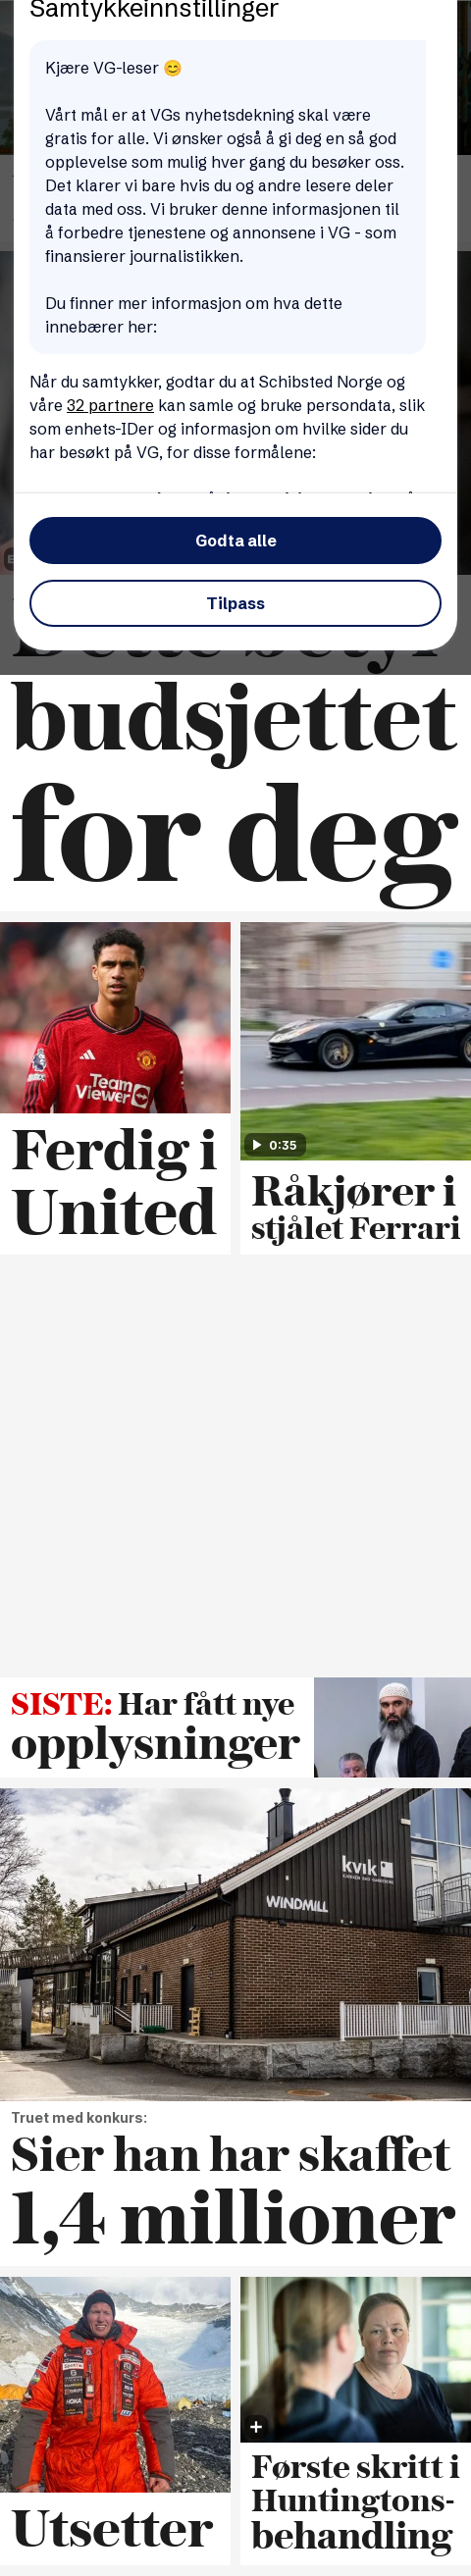 Samtykkeinnstillinger
Kjære VG-leser 😊
Vårt mål er at VGs nyhetsdekning skal være
gratis for alle. Vi ønsker også å gi deg en så god
opplevelse som mulig hver gang du besøker oss.
Det klarer vi bare hvis du og andre lesere deler
data med oss. Vi bruker denne informasjonen til
å forbedre tjenestene og annonsene i VG - som
finansierer journalistikken.
Du finner mer informasjon om hva dette
innebærer her:
Når du samtykker, godtar du at Schibsted Norge og
våre 32 partnere kan samle og bruke persondata, slik
som enhets-IDer og informasjon om hvilke sider du
har besøkt på VG, for disse formålene:
Godta alle
Tilpass
Dette betyr
budsjettet
for deg
TeamViewer
0:35
Ferdig i
United
Råkjører i
stjålet Ferrari
SISTE: Har fått nye
opplysninger
kvik
WINDMILL
Truet med konkurs:
Sier han har skaffet
1,4 millioner
Utsetter
Første skritt i
Huntingtons-
behandling